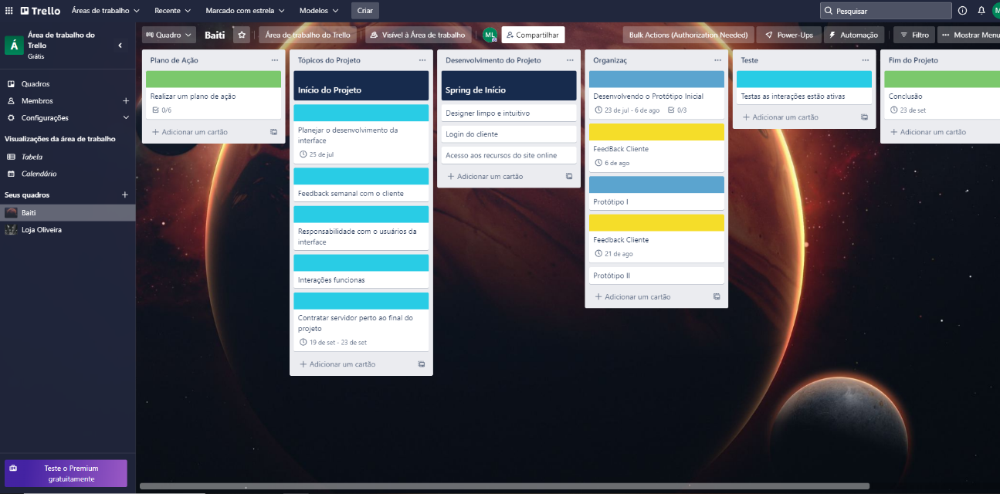 Trello
Áreas de trabalho
Recente
Marcado com estrela
Modelos
Criar
Pesquisar
Á
Área de trabalho do
Trello
Grátis
Quadros
Membros
Configurações
Visualizações da área de trabalho
Tabela
Calendário
Seus quadros
Baiti
Loja Oliveira
Teste o Premium
gratuitamente
Quadro
Baiti
Área de trabalho do Trello
Visível à Área de trabalho
ML
Compartilhar
Bulk Actions (Authorization Needed)
Power-Ups
Automação
Filtro
Mostrar Menu
Plano de Ação
Realizar um plano de ação
0/6
Adicionar um cartão
Tópicos do Projeto
Início do Projeto
Planejar o desenvolvimento da
interface
25 de jul
Feedback semanal com o cliente
Responsabilidade com o usuários da
interface
Interações funcionas
Contratar servidor perto ao final do
projeto
19 de set - 23 de set
Adicionar um cartão
Desenvolvimento do Projeto
Spring de Início
Designer limpo e intuitivo
Login do cliente
Acesso aos recursos do site online
Adicionar um cartão
Organizaç
Desenvolvendo o Protótipo Inicial
23 de jul - 6 de ago
0/3
FeedBack Cliente
6 de ago
Protótipo I
Feedback Cliente
21 de ago
Protótipo II
Adicionar um cartão
Teste
Testas as interações estão ativas
Adicionar um cartão
Fim do Projeto
Conclusão
23 de set
Adicionar um cartão